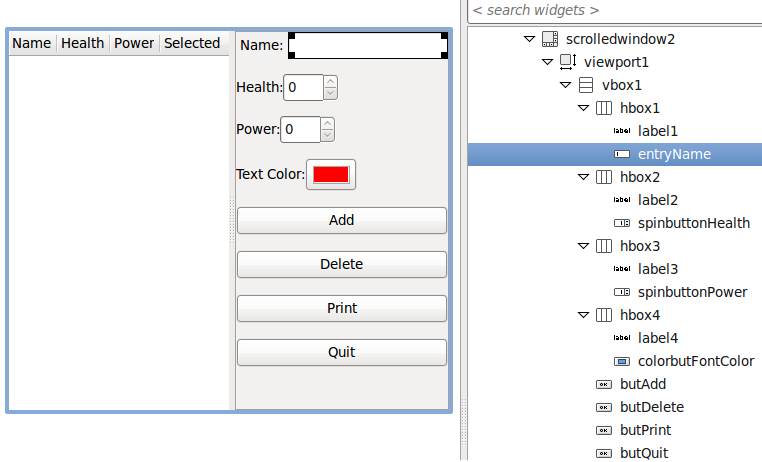 Name Health Power Selected
Name:
Health: 0
Power: 0
Text Color:
Add
Delete
Print
Quit
< search widgets >
scrolledwindow2
viewport1
vbox1
hbox1
label label1
entryName
hbox2
label label2
spinbuttonHealth
hbox3
label label3
spinbuttonPower
hbox4
label label4
colorbutFontColor
OK butAdd
OK butDelete
OK butPrint
OK butQuit